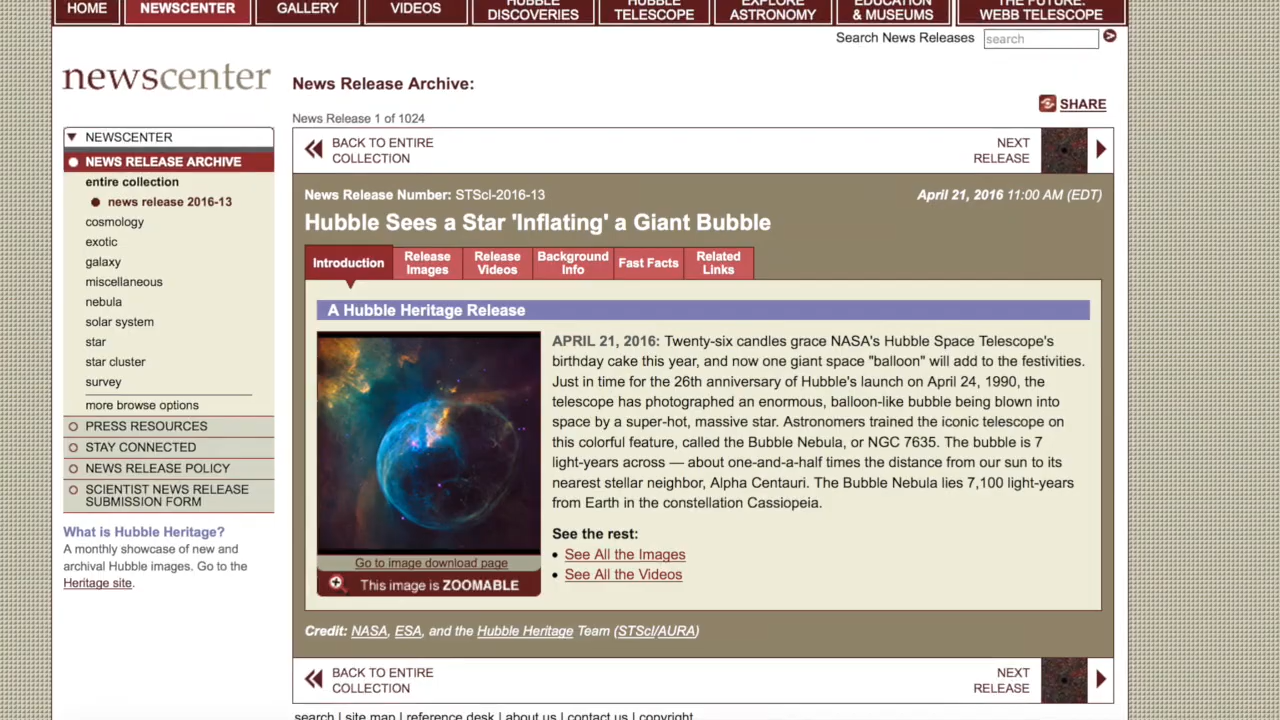 HOME
NEWSCENTER
GALLERY
VIDEOS
HUBBLE
DISCOVERIES
HUBBLE
TELESCOPE
EXPLORE
ASTRONOMY
EDUCATION
& MUSEUMS
THE FUTURE:
WEBB TELESCOPE
Search News Releases
search
newscenter
News Release Archive:
SHARE
News Release 1 of 1024
BACK TO ENTIRE
COLLECTION
NEXT
RELEASE
NEWSCENTER
NEWS RELEASE ARCHIVE
entire collection
news release 2016-13
cosmology
exotic
galaxy
miscellaneous
nebula
solar system
star
star cluster
survey
more browse options
PRESS RESOURCES
STAY CONNECTED
NEWS RELEASE POLICY
SCIENTIST NEWS RELEASE
SUBMISSION FORM
What is Hubble Heritage?
A monthly showcase of new and
archival Hubble images. Go to the
Heritage site.
News Release Number: STScI-2016-13
April 21, 2016 11:00 AM (EDT)
Hubble Sees a Star 'Inflating' a Giant Bubble
Introduction
Release
Images
Release
Videos
Background
Info
Fast Facts
Related
Links
A Hubble Heritage Release
APRIL 21, 2016: Twenty-six candles grace NASA's Hubble Space Telescope's
birthday cake this year, and now one giant space "balloon" will add to the festivities.
Just in time for the 26th anniversary of Hubble's launch on April 24, 1990, the
telescope has photographed an enormous, balloon-like bubble being blown into
space by a super-hot, massive star. Astronomers trained the iconic telescope on
this colorful feature, called the Bubble Nebula, or NGC 7635. The bubble is 7
light-years across — about one-and-a-half times the distance from our sun to its
nearest stellar neighbor, Alpha Centauri. The Bubble Nebula lies 7,100 light-years
from Earth in the constellation Cassiopeia.
See the rest:
• See All the Images
• See All the Videos
Go to image download page
This image is ZOOMABLE
Credit: NASA, ESA, and the Hubble Heritage Team (STScI/AURA)
BACK TO ENTIRE
COLLECTION
NEXT
RELEASE
search | site map | reference desk | about us | contact us | copyright